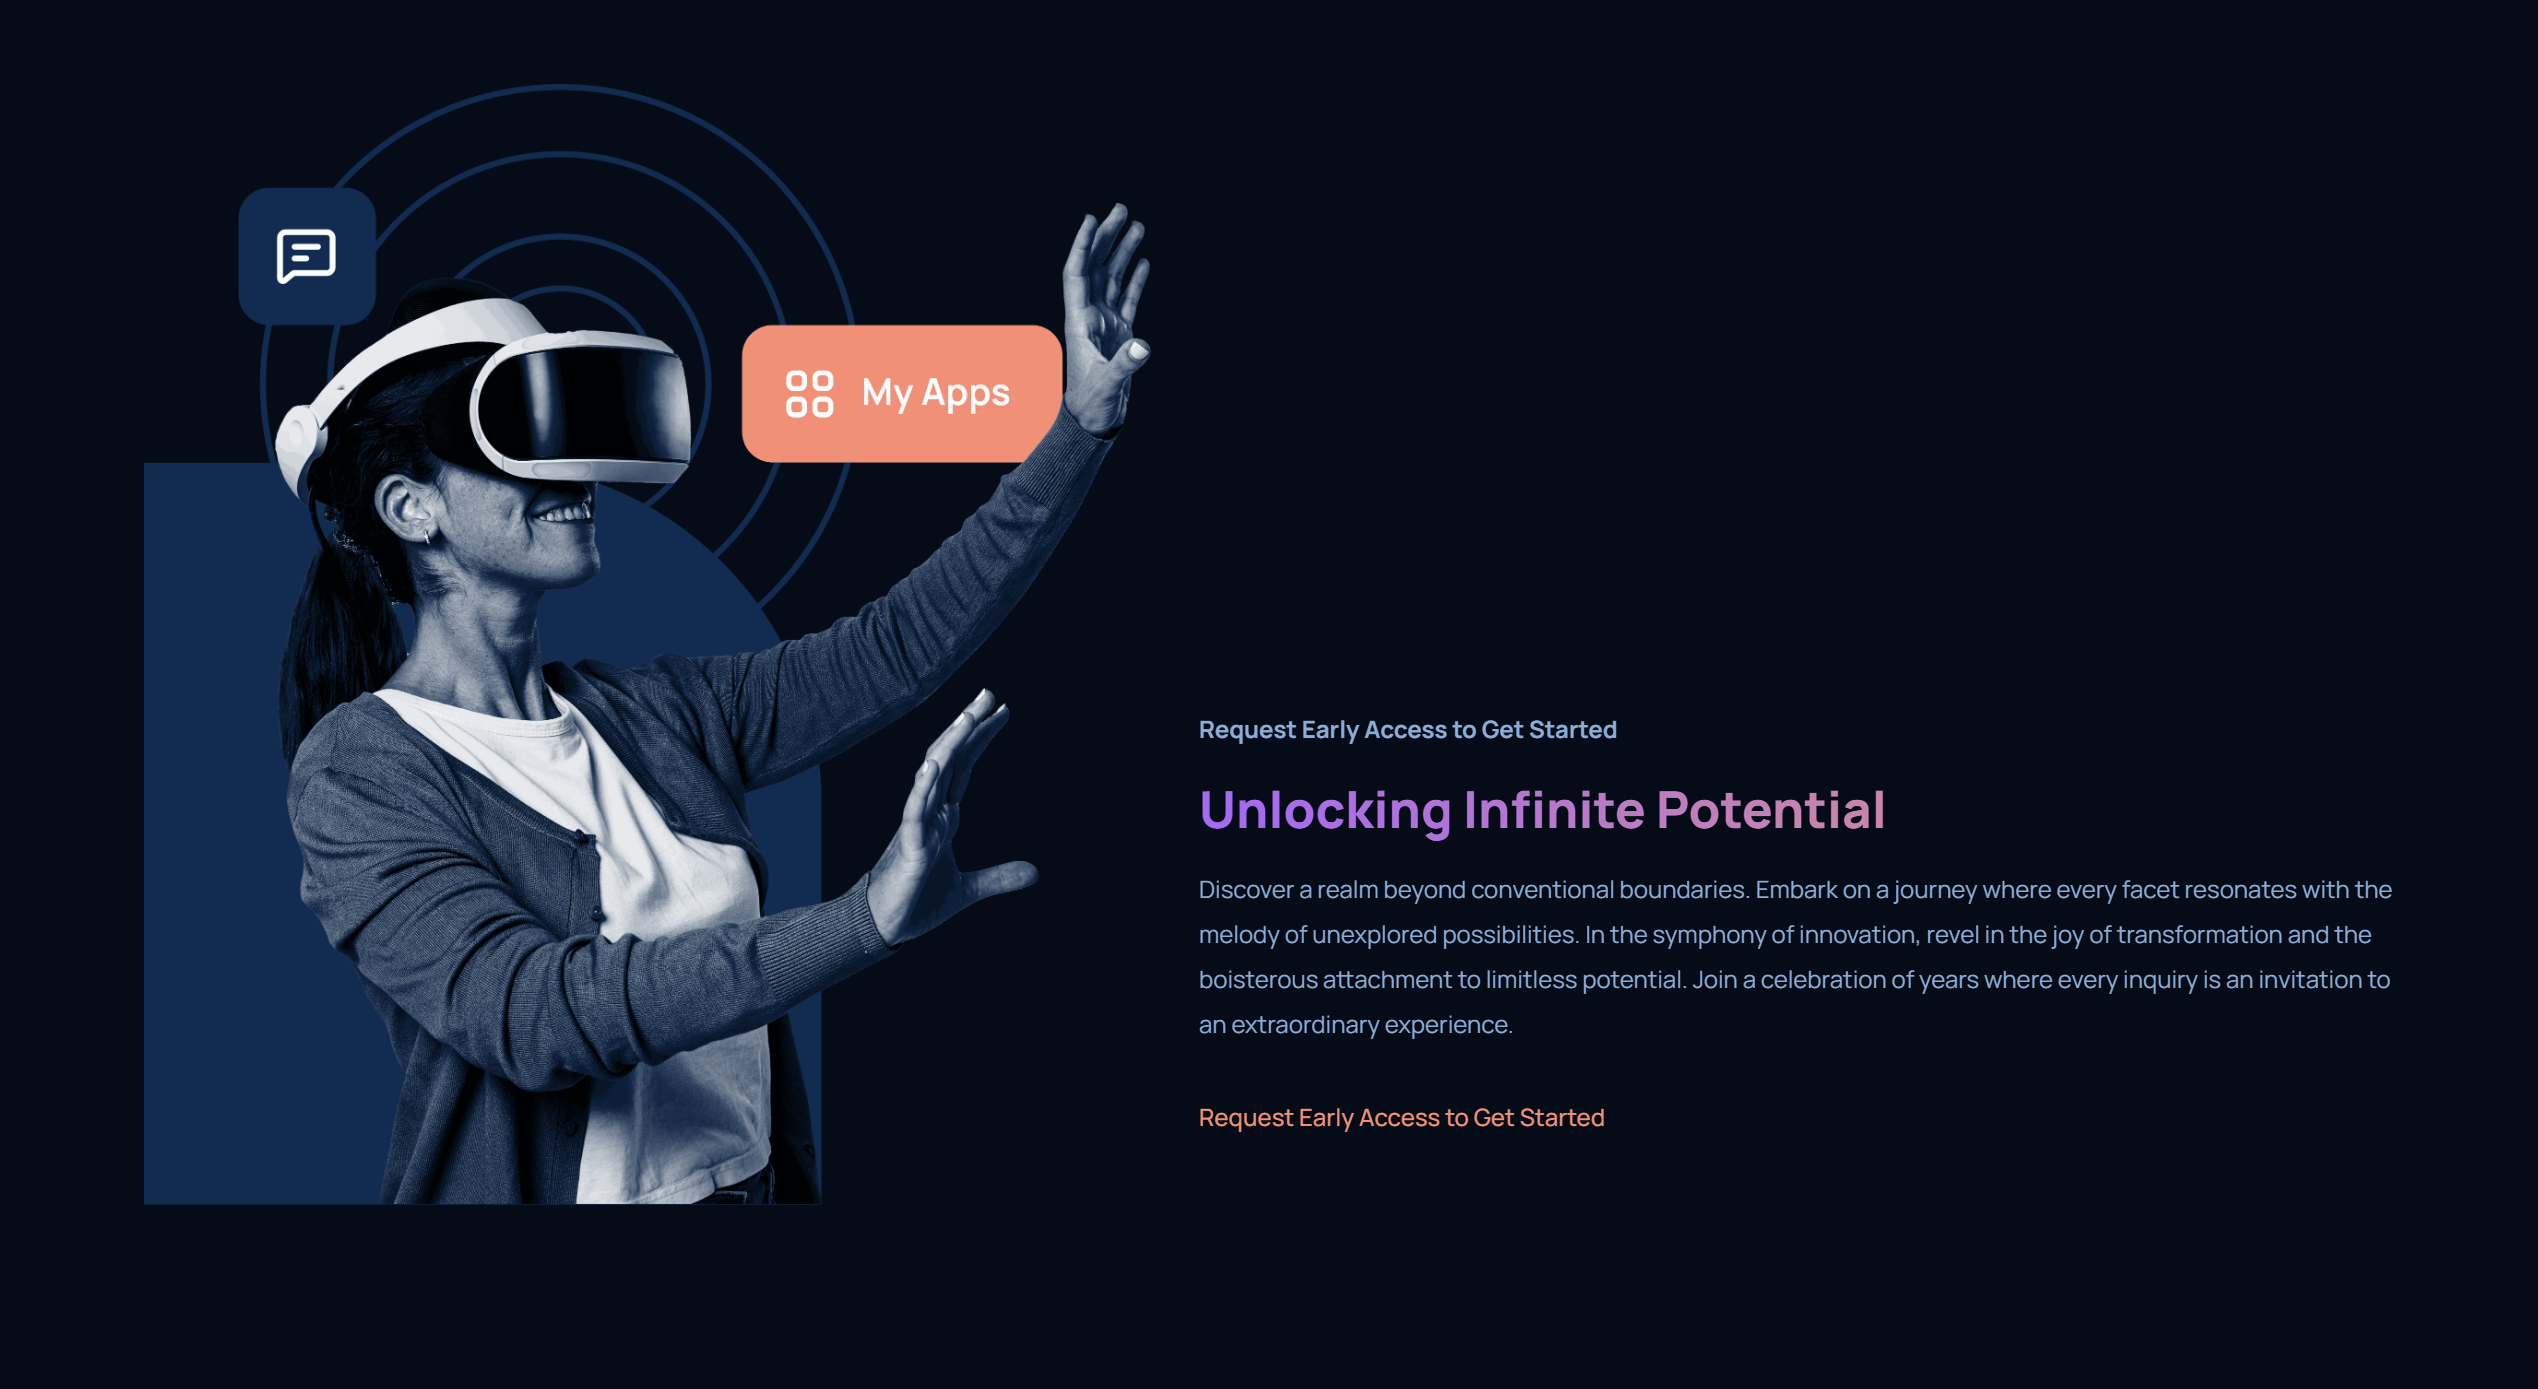 My Apps
Request Early Access to Get Started
Unlocking Infinite Potential
Discover a realm beyond conventional boundaries. Embark on a journey where every facet resonates with the
melody of unexplored possibilities. In the symphony of innovation, revel in the joy of transformation and the
boisterous attachment to limitless potential. Join a celebration of years where every inquiry is an invitation to
an extraordinary experience.
Request Early Access to Get Started